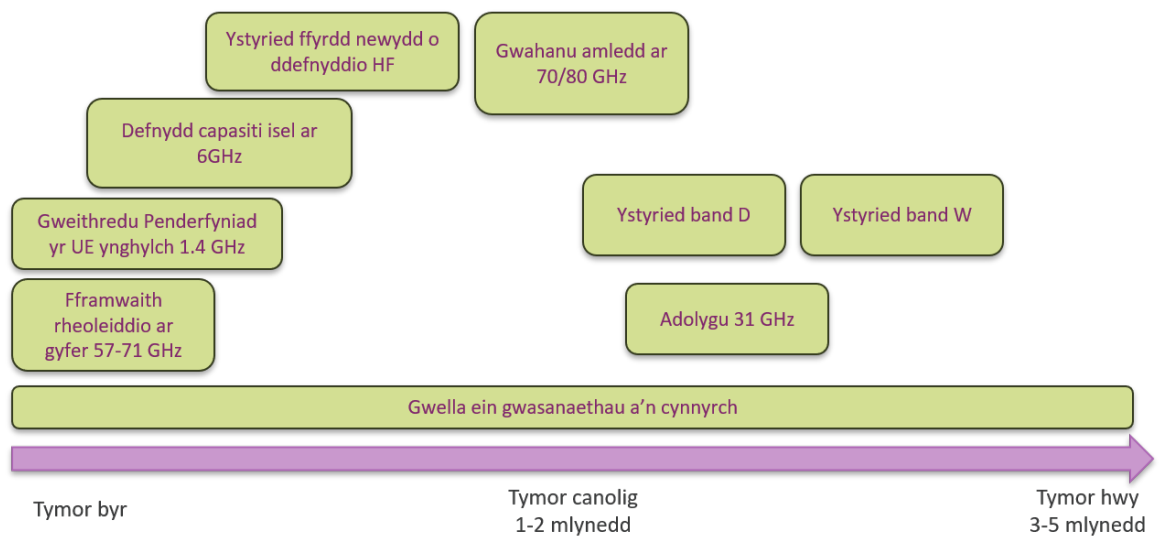 Ystyried ffyrdd newydd o
ddefnyddio HF
Gwahanu amledd ar
70/80 GHz
Defnydd capasiti isel ar
6GHz
Gweithredu Penderfyniad
yr UE ynghylch 1.4 GHz
Ystyried band D
Ystyried band W
Fframwaith
rheoleiddio ar
gyfer 57-71 GHz
Adolygu 31 GHz
Gwella ein gwasanaethau a’n cynnyrch
Tymor byr
Tymor canolig
1-2 mlynedd
Tymor hwy
3-5 mlynedd